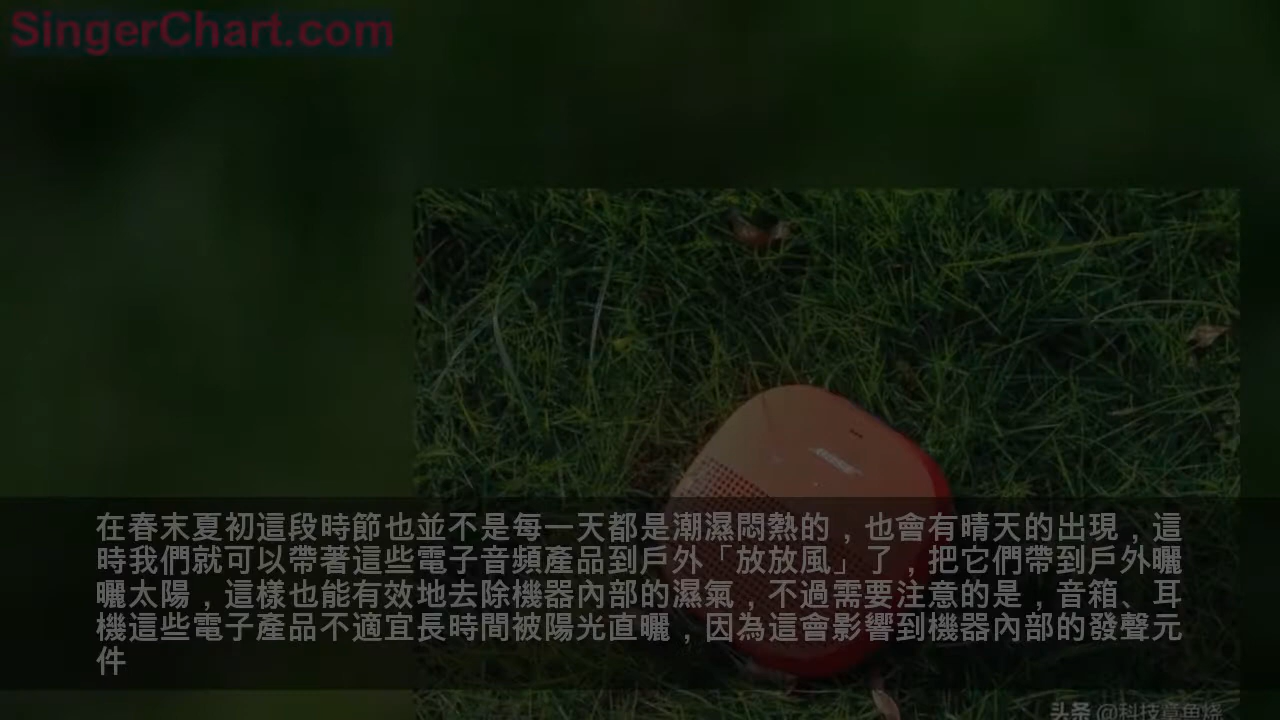 SingerChart.com
在春末夏初這段時節也並不是每一天都是潮濕悶熱的，也會有晴天的出現，這
時我們就可以帶著這些電子音頻產品到戶外「放放風」了，把它們帶到戶外曬
曬太陽，這樣也能有效地去除機器內部的濕氣，不過需要注意的是，音箱、耳
機這些電子產品不適宜長時間被陽光直曬，因為這會影響到機器內部的發聲元
件
头条 @科技章鱼烧